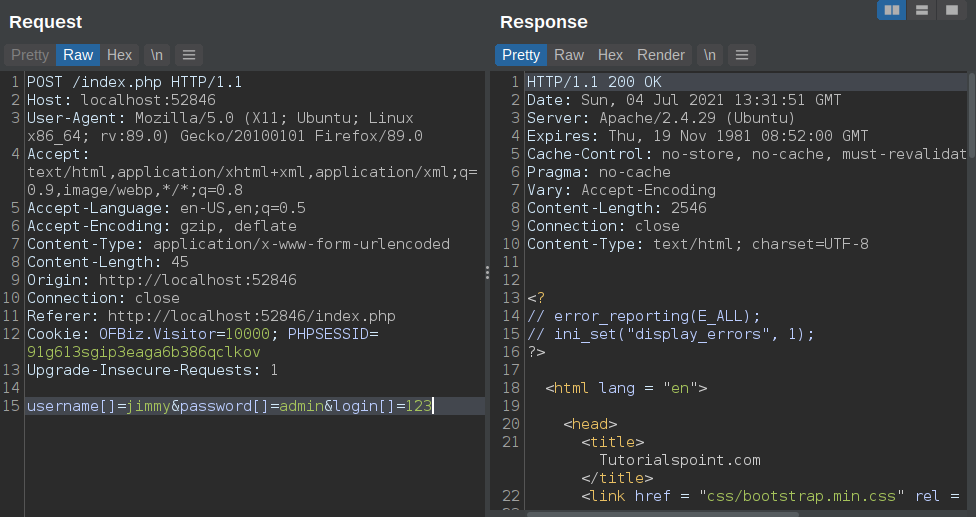 Request
Pretty Raw Hex \n
1 POST /index.php HTTP/1.1
2 Host: localhost:52846
3 User-Agent: Mozilla/5.0 (X11; Ubuntu; Linux
x86_64; rv:89.0) Gecko/20100101 Firefox/89.0
4 Accept:
text/html,application/xhtml+xml,application/xml;q=
0.9,image/webp,*/*;q=0.8
5 Accept-Language: en-US,en;q=0.5
6 Accept-Encoding: gzip, deflate
7 Content-Type: application/x-www-form-urlencoded
8 Content-Length: 45
9 Origin: http://localhost:52846
10 Connection: close
11 Referer: http://localhost:52846/index.php
12 Cookie: OFBiz.Visitor=10000; PHPSESSID=
91g613sgip3eaga6b386qclkov
13 Upgrade-Insecure-Requests: 1
14
15 username[]=jimmy&password[]=admin&login[]=123
Response
Pretty Raw Hex Render \n
1 HTTP/1.1 200 OK
2 Date: Sun, 04 Jul 2021 13:31:51 GMT
3 Server: Apache/2.4.29 (Ubuntu)
4 Expires: Thu, 19 Nov 1981 08:52:00 GMT
5 Cache-Control: no-store, no-cache, must-revalidat
6 Pragma: no-cache
7 Vary: Accept-Encoding
8 Content-Length: 2546
9 Connection: close
10 Content-Type: text/html; charset=UTF-8
11
12
13 <?
14 // error_reporting(E_ALL);
15 // ini_set("display_errors", 1);
16 ?>
17
18 <html lang = "en">
19
20 <head>
21 <title>
Tutorialspoint.com
</title>
22 <link href = "css/bootstrap.min.css" rel =